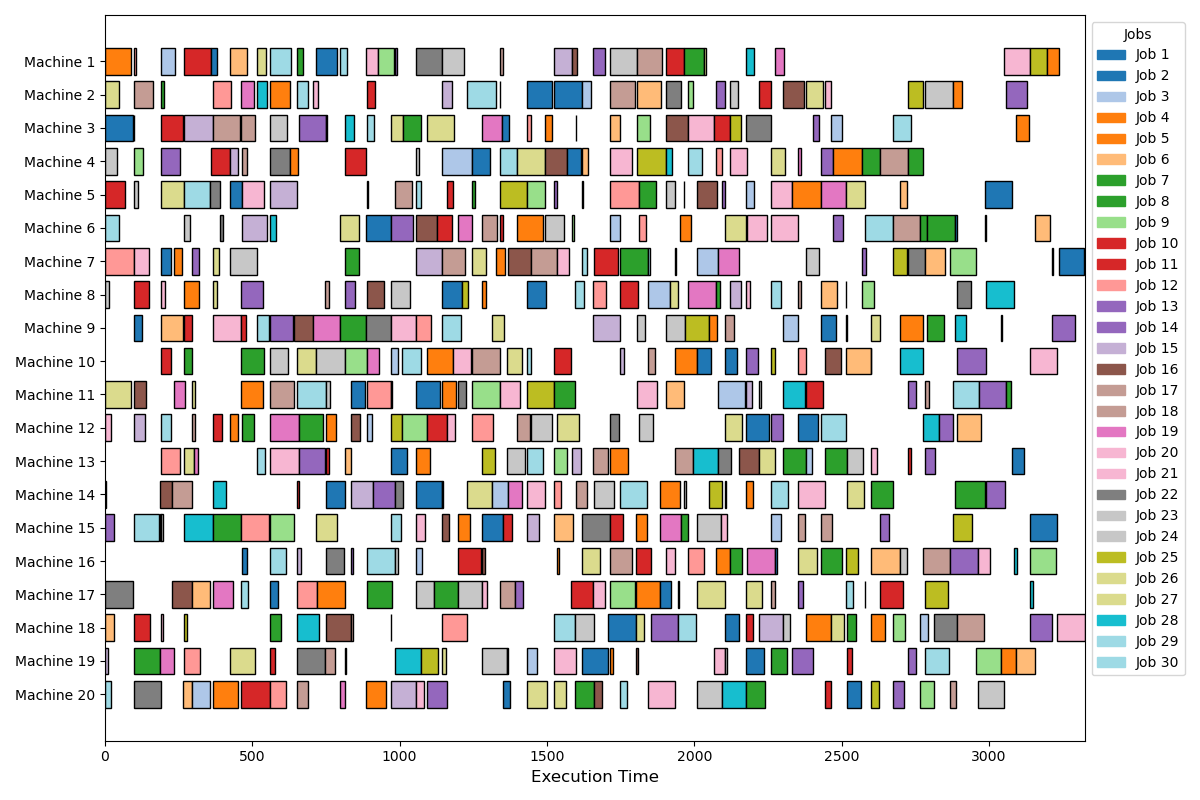 Machine 1
Machine 2
Machine 3
Machine 4
Machine 5
Machine 6
Machine 7
Machine 8
Machine 9
Machine 10
Machine 11
Machine 12
Machine 13
Machine 14
Machine 15
Machine 16
Machine 17
Machine 18
Machine 19
Machine 20
0 500 1000 1500 2000 2500 3000
Execution Time
Jobs
Job 1
Job 2
Job 3
Job 4
Job 5
Job 6
Job 7
Job 8
Job 9
Job 10
Job 11
Job 12
Job 13
Job 14
Job 15
Job 16
Job 17
Job 18
Job 19
Job 20
Job 21
Job 22
Job 23
Job 24
Job 25
Job 26
Job 27
Job 28
Job 29
Job 30